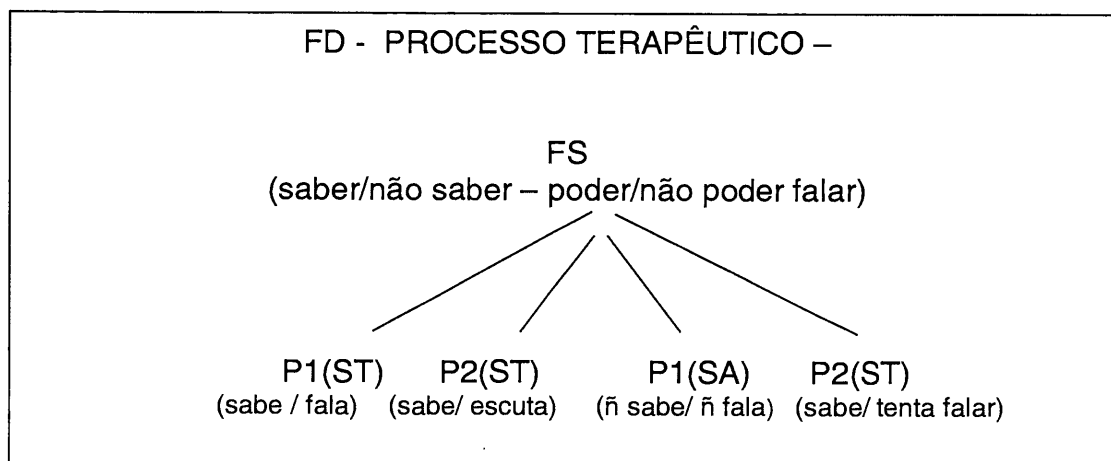 FD - PROCESSO TERAPÊUTICO –
FS
(saber/não saber – poder/não poder falar)
P1(ST) P2(ST) P1(SA) P2(ST)
(sabe / fala) (sabe/ escuta) (ñ sabe/ ñ fala) (sabe/ tenta falar)